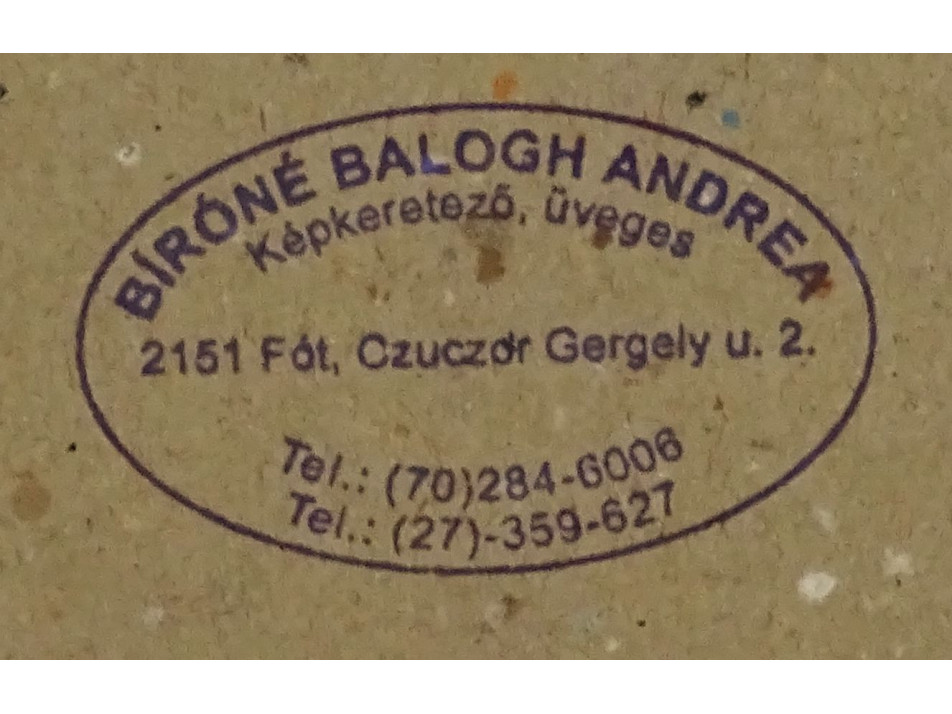 BÍRÓNÉ BALOGH ANDREA
Képkeretező, üveges
2151 Fót, Czuczor Gergely u. 2.
Tel.: (70)284-6006
Tel.: (27)-359-627